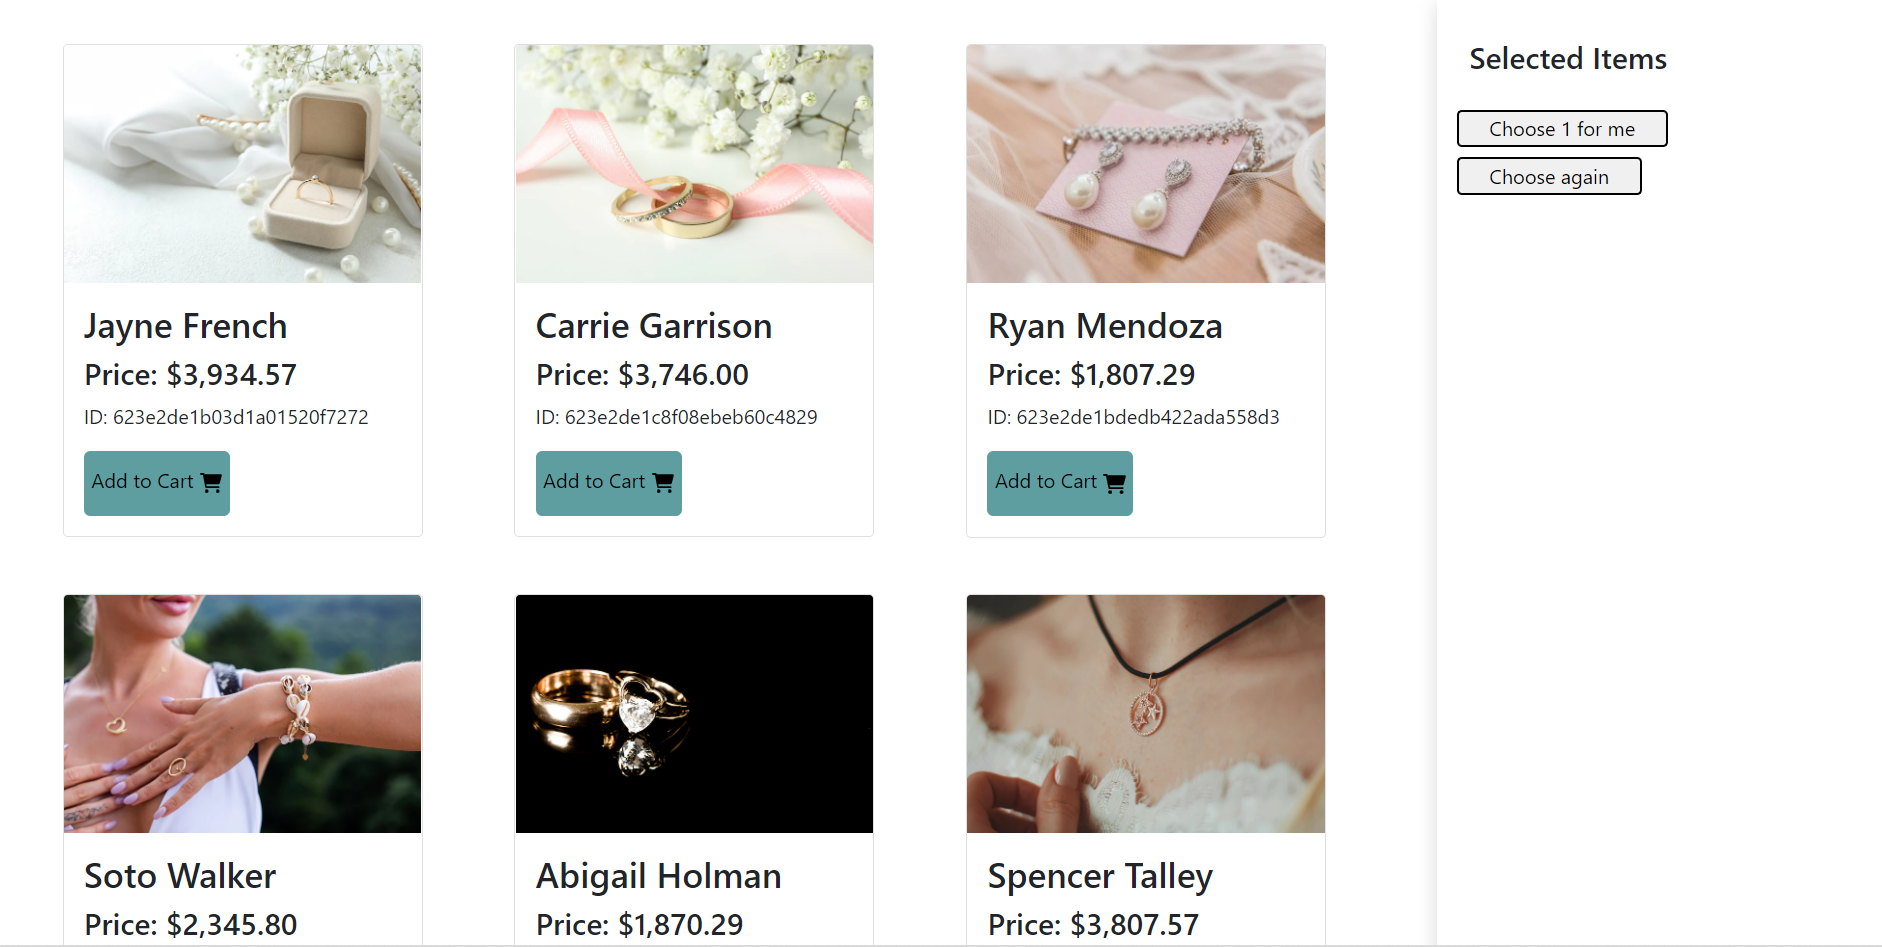 Selected Items
Choose 1 for me
Choose again
Jayne French
Price: $3,934.57
ID: 623e2de1b03d1a01520f7272
Add to Cart
Carrie Garrison
Price: $3,746.00
ID: 623e2de1c8f08ebeb60c4829
Add to Cart
Ryan Mendoza
Price: $1,807.29
ID: 623e2de1bdedb422ada558d3
Add to Cart
Soto Walker
Price: $2,345.80
Abigail Holman
Price: $1,870.29
Spencer Talley
Price: $3,807.57